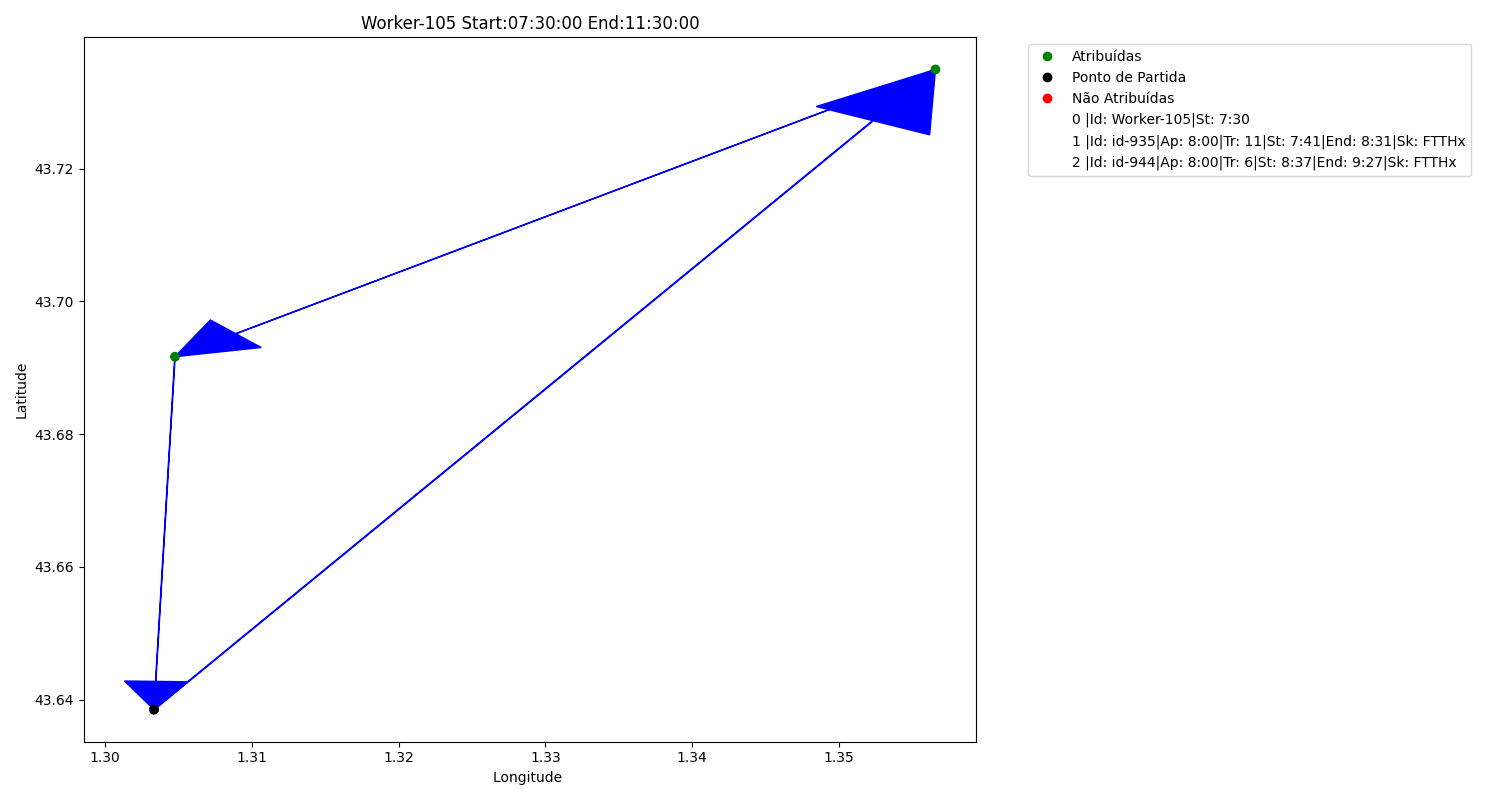 Worker-105 Start:07:30:00 End:11:30:00
Atribuídas
Ponto de Partida
Não Atribuídas
0 |Id: Worker-105|St: 7:30
1 |Id: id-935|Ap: 8:00|Tr: 11|St: 7:41|End: 8:31|Sk: FTTHx
2 |Id: id-944|Ap: 8:00|Tr: 6|St: 8:37|End: 9:27|Sk: FTTHx
Latitude
43.72
43.70
43.68
43.66
43.64
1.30 1.31 1.32 1.33 1.34 1.35
Longitude